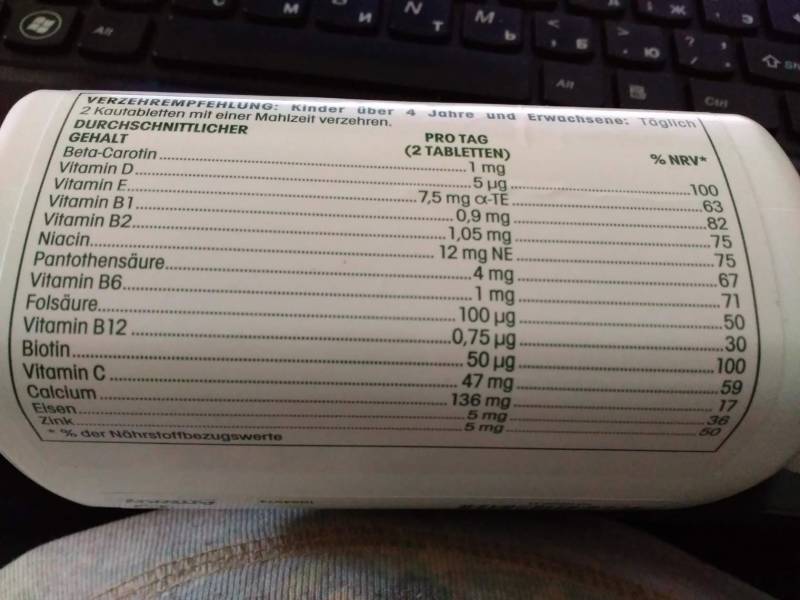 Alt
М
И
N
Т
M.
Ь
<
Б
>
Ю
?
Ж
Э
Sh
Alt
Ctrl
VERZEHREMPFEHLUNG: Kinder über 4 Jahre und Erwachsene: Täglich
2 Kautabletten mit einer Mahlzeit verzehren.
DURCHSCHNITTLICHER GEHALT PRO TAG (2 TABLETTEN) % NRV*
Beta-Carotin 1 mg
Vitamin D 5 µg 100
Vitamin E 7,5 mg α-TE 63
Vitamin B1 0,9 mg 82
Vitamin B2 1,05 mg 75
Niacin 12 mg NE 75
Pantothensäure 4 mg 67
Vitamin B6 1 mg 71
Folsäure 100 µg 50
Vitamin B12 0,75 µg 30
Biotin 50 µg 100
Vitamin C 47 mg 59
Calcium 136 mg 17
Eisen 5 mg 36
Zink 5 mg 50
* % der Nährstoffbezugswerte